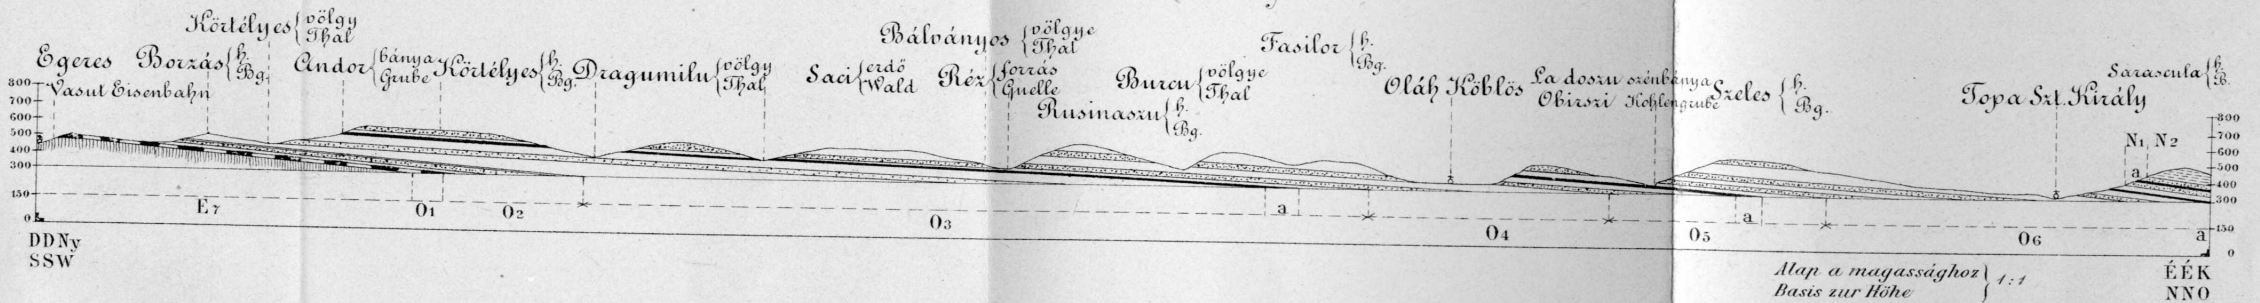 Körtélyes { völgy Thal
Bálványos { völgye Thal
Fasilor { h. Bg.
Egeres Borzás { h. Bg. Andor { bánya Grube Körtélyes { h. Bg. Dragumilu { völgy Thal Saci { erdő Wald Réz { forrás Quelle Burcu { völgye Thal
Sarascula { h. B.
Vasut Eisenbahn
Rusinaszu { h. Bg.
Oláh Köblös La doszu szénbánya Obirsri Kohlengrube Szeles { h. Bg. Topa Szt. Király
800
700
600
500
400
300
150
0
800
700
600
500
400
300
150
0
N1 N2
a
E7 O1 O2 O3 a O4 O5 a O6 a
DDNy
SSW
ÉÉK
NNO
Alap a magassághoz } 1:1
Basis zur Höhe